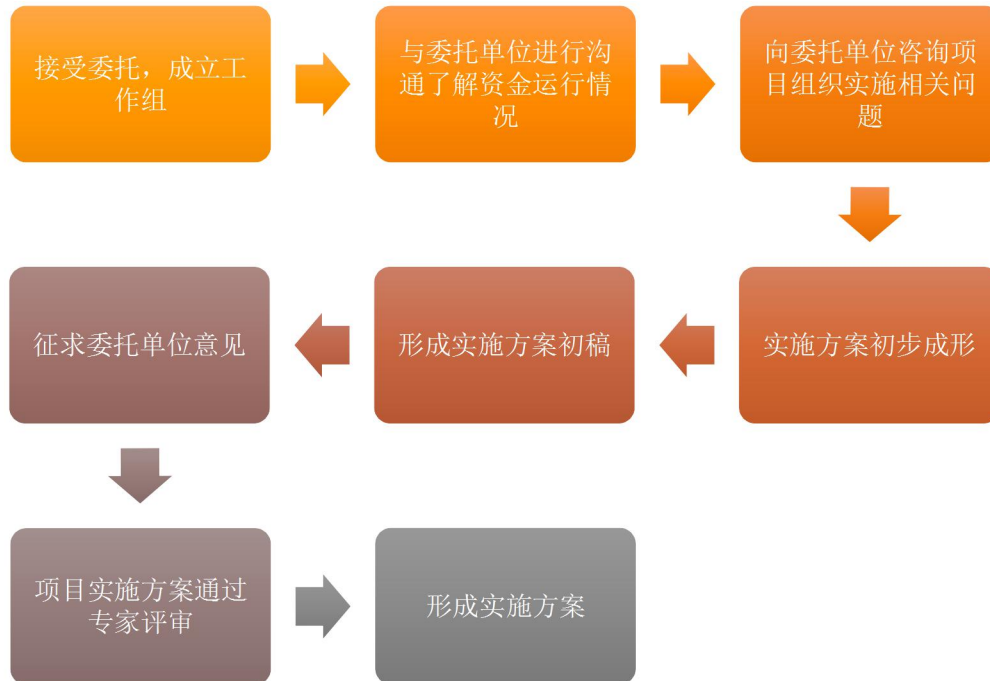 接受委托，成立工
作组
与委托单位进行沟
通了解资金运行情
况
向委托单位咨询项
目组织实施相关问
题
实施方案初步成形
形成实施方案初稿
征求委托单位意见
项目实施方案通过
专家评审
形成实施方案